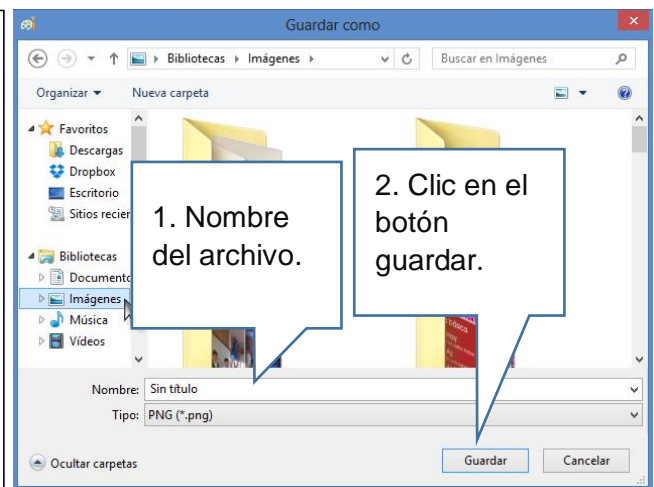 Guardar como
Bibliotecas Imágenes
Buscar en Imágenes
Organizar Nueva carpeta
Favoritos
Descargas
Dropbox
Escritorio
Sitios recien
Bibliotecas
Documento
Imágenes
Música
Vídeos
1. Nombre
del archivo.
2. Clic en el
botón
guardar.
Nombre: Sin título
Tipo: PNG (*.png)
Ocultar carpetas
Guardar Cancelar